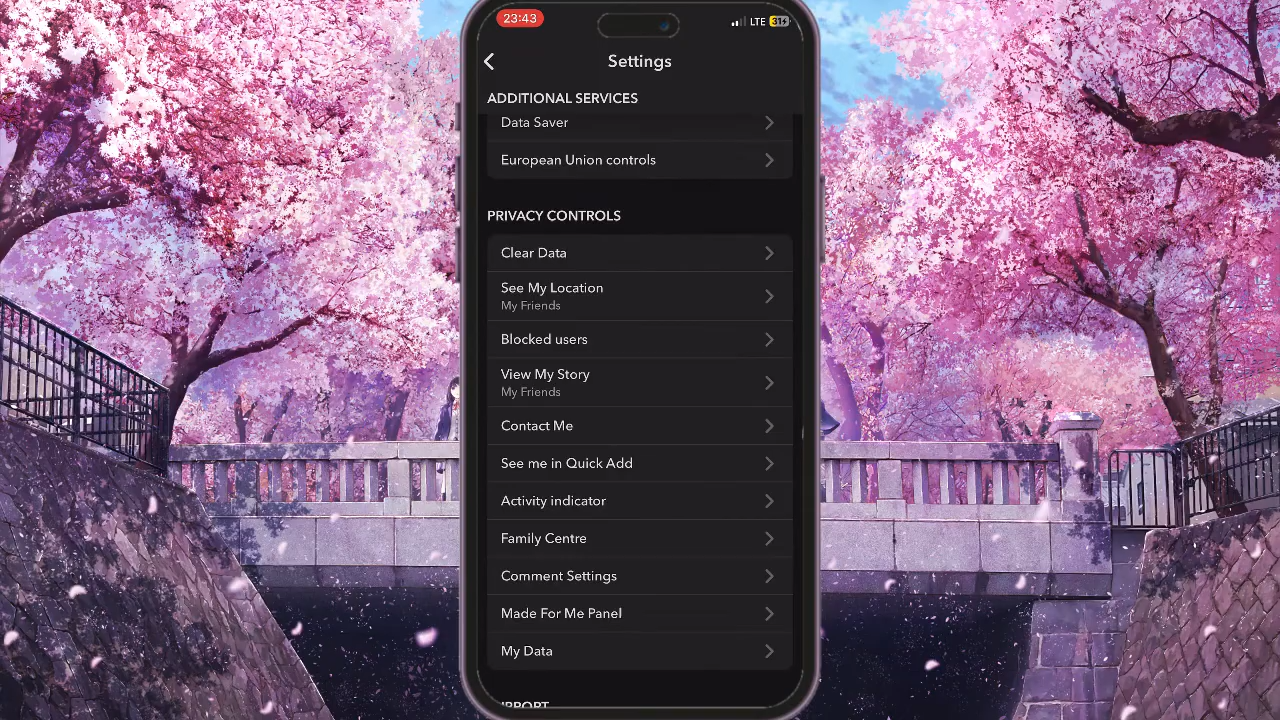 23:43
LTE 31
Settings
ADDITIONAL SERVICES
Data Saver
European Union controls
PRIVACY CONTROLS
Clear Data
See My Location
My Friends
Blocked users
View My Story
My Friends
Contact Me
See me in Quick Add
Activity indicator
Family Centre
Comment Settings
Made For Me Panel
My Data
SUPPORT